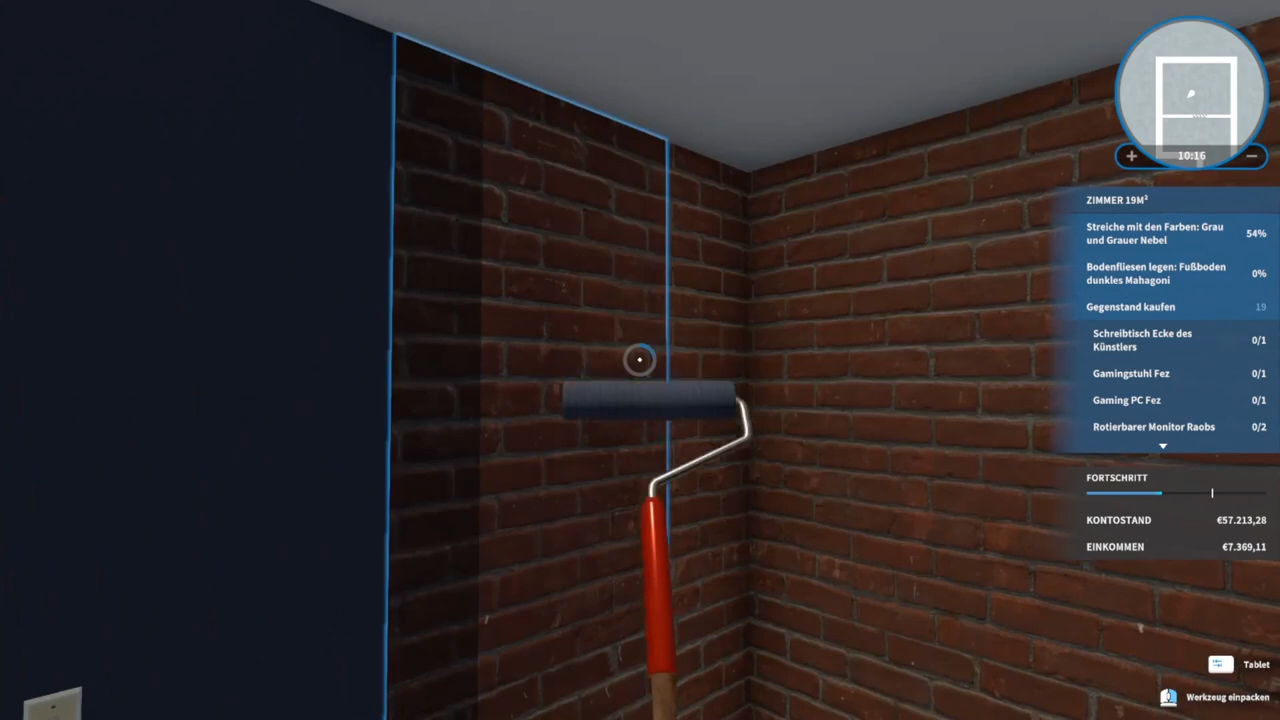 10:16
ZIMMER 19M²
Streiche mit den Farben: Grau
und Grauer Nebel
54%
Bodenfliesen legen: Fußboden
dunkles Mahagoni
0%
Gegenstand kaufen
19
Schreibtisch Ecke des
Künstlers
0/1
Gamingstuhl Fez
0/1
Gaming PC Fez
0/1
Rotierbarer Monitor Raobs
0/2
FORTSCHRITT
KONTOSTAND
€57.213,28
EINKOMMEN
€7.369,11
Tablet
Werkzeug einpacken